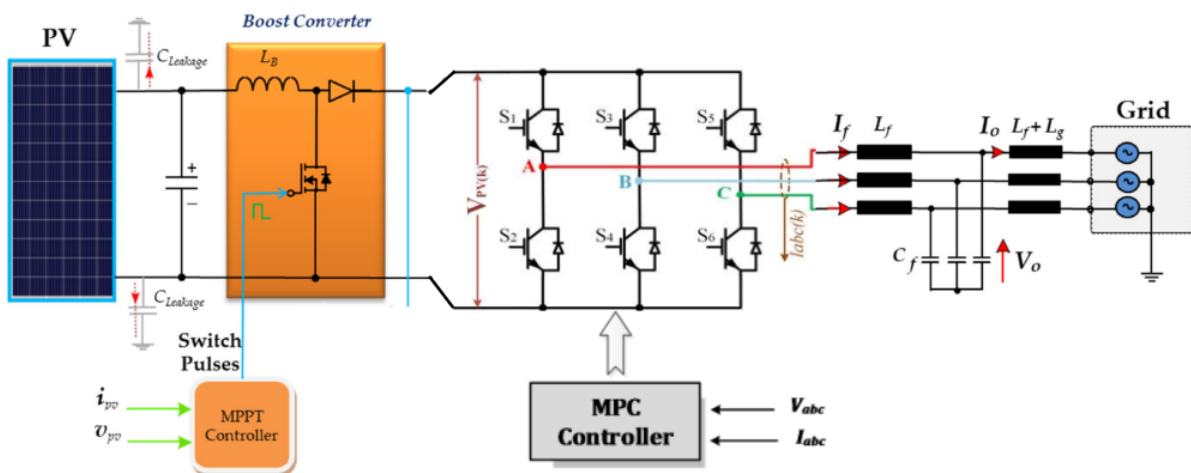 Boost Converter
PV
C_Leakage
L_B
+
−
C_Leakage
Switch
Pulses
i_pv
v_pv
MPPT
Controller
V_PV(k)
S1
S3
S5
A
B
C
S2
S4
S6
Iabc(k)
MPC
Controller
V_abc
I_abc
I_f
L_f
I_o
L_f+L_g
Grid
C_f
V_o